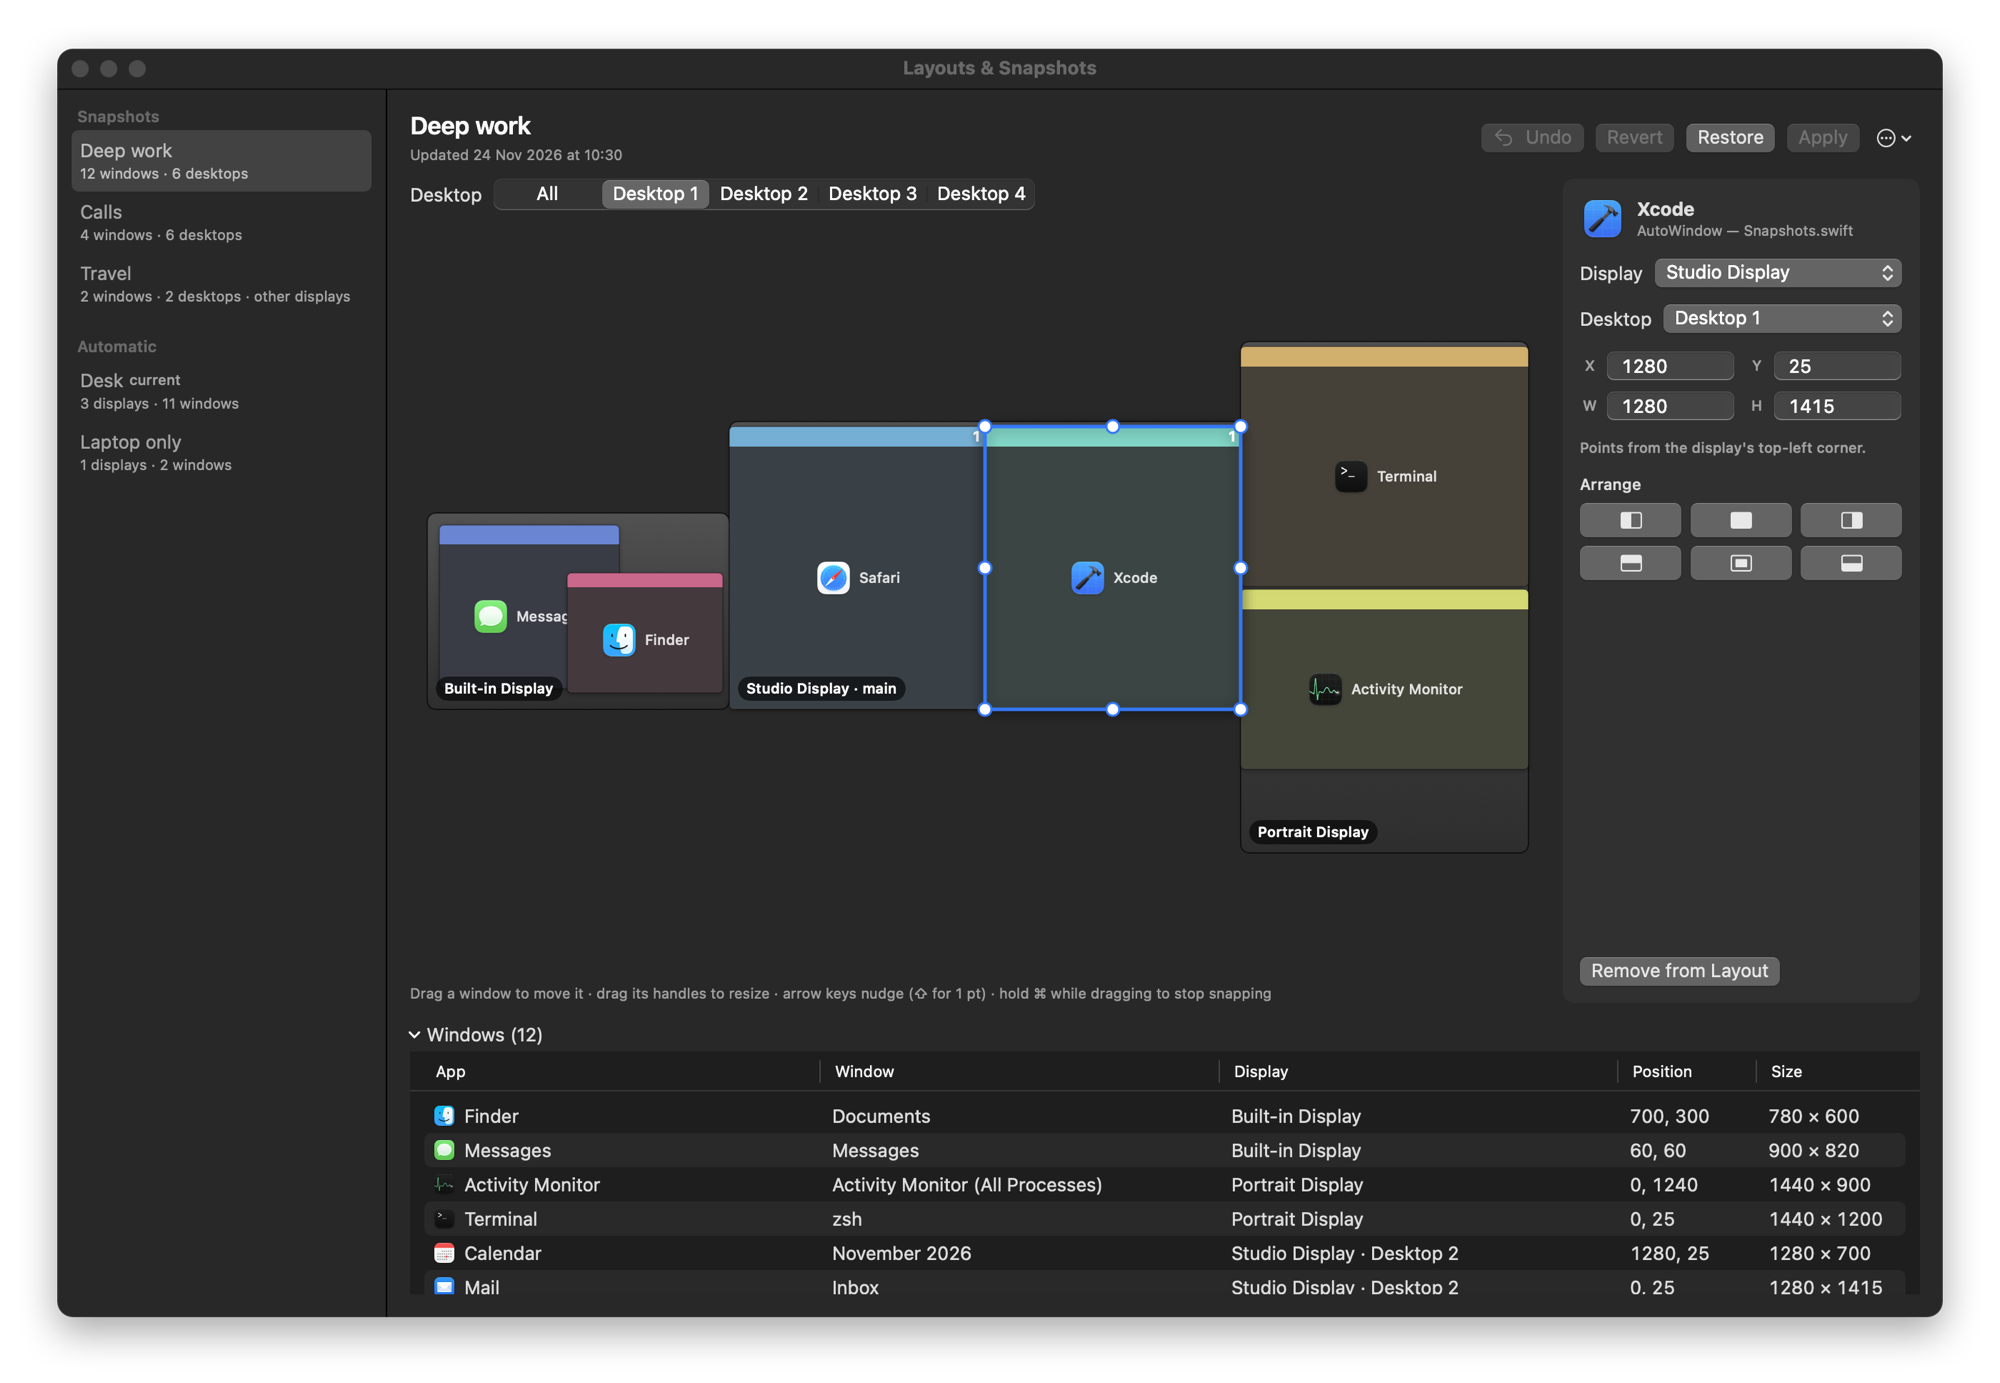 Layouts & Snapshots
Snapshots
Deep work
12 windows · 6 desktops
Calls
4 windows · 6 desktops
Travel
2 windows · 2 desktops · other displays
Automatic
Desk current
3 displays · 11 windows
Laptop only
1 displays · 2 windows
Deep work
Updated 24 Nov 2026 at 10:30
Undo Revert Restore Apply
Desktop All Desktop 1 Desktop 2 Desktop 3 Desktop 4
1 1
Terminal
Safari Xcode
Messag
Finder
Activity Monitor
Built-in Display
Studio Display · main
Portrait Display
Drag a window to move it · drag its handles to resize · arrow keys nudge (⇧ for 1 pt) · hold ⌘ while dragging to stop snapping
Xcode
AutoWindow — Snapshots.swift
Display Studio Display
Desktop Desktop 1
X 1280 Y 25
W 1280 H 1415
Points from the display's top-left corner.
Arrange
Remove from Layout
Windows (12)
App Window Display Position Size
Finder Documents Built-in Display 700, 300 780 × 600
Messages Messages Built-in Display 60, 60 900 × 820
Activity Monitor Activity Monitor (All Processes) Portrait Display 0, 1240 1440 × 900
Terminal zsh Portrait Display 0, 25 1440 × 1200
Calendar November 2026 Studio Display · Desktop 2 1280, 25 1280 × 700
Mail Inbox Studio Display · Desktop 2 0, 25 1280 × 1415